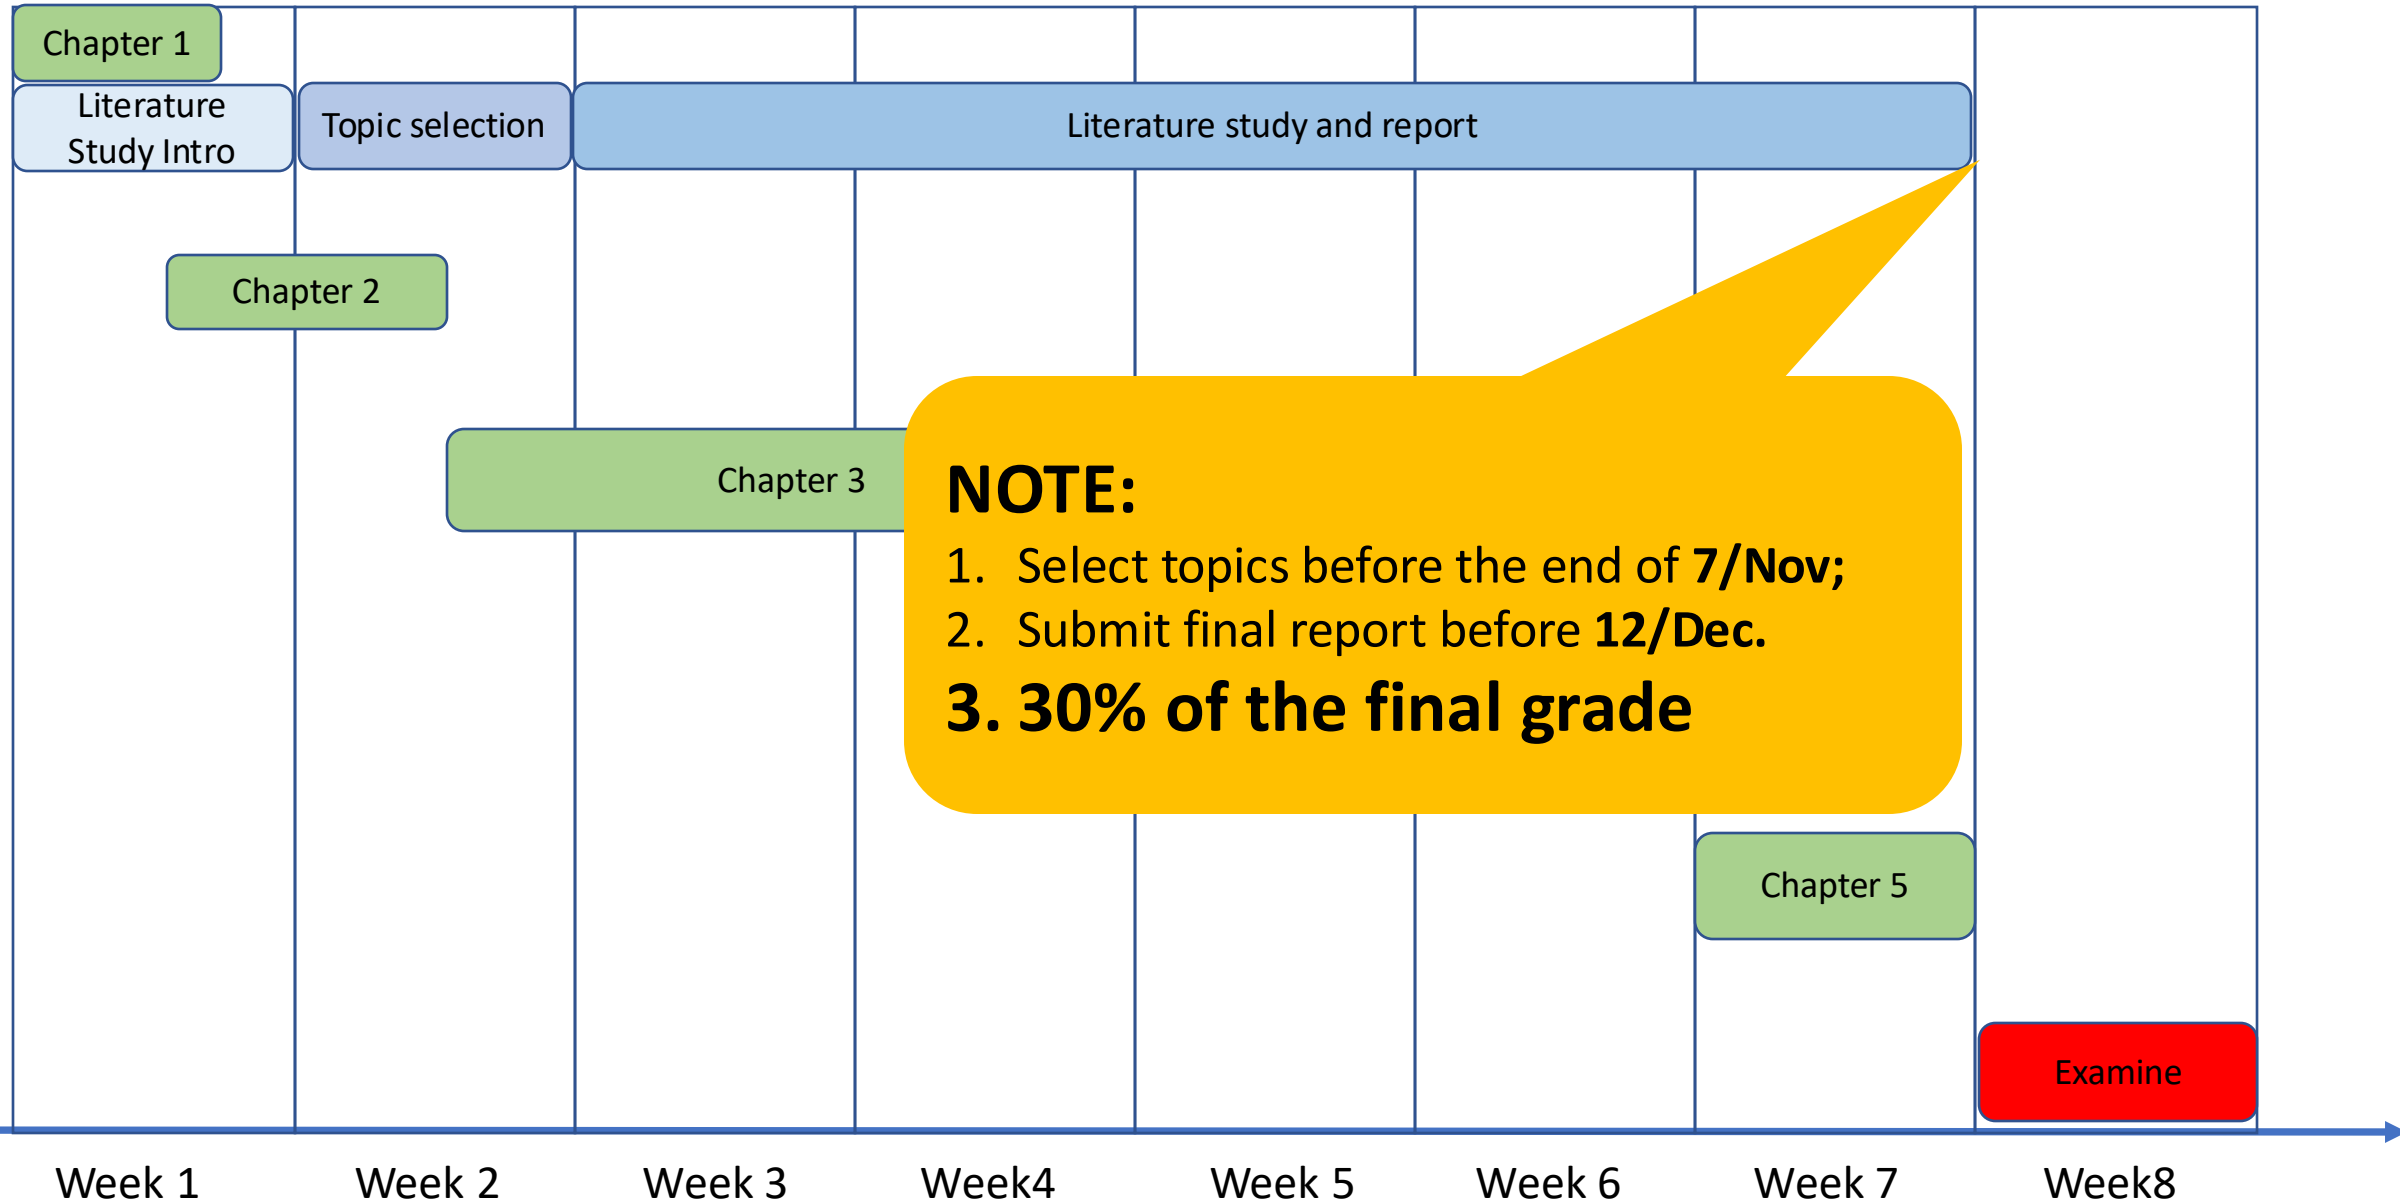 Chapter 1
Literature
Study Intro
Topic selection
Literature study and report
Chapter 2
Chapter 3
NOTE:
1. Select topics before the end of 7/Nov;
2. Submit final report before 12/Dec.
3. 30% of the final grade
Chapter 5
Examine
Week 1
Week 2
Week 3
Week4
Week 5
Week 6
Week 7
Week8